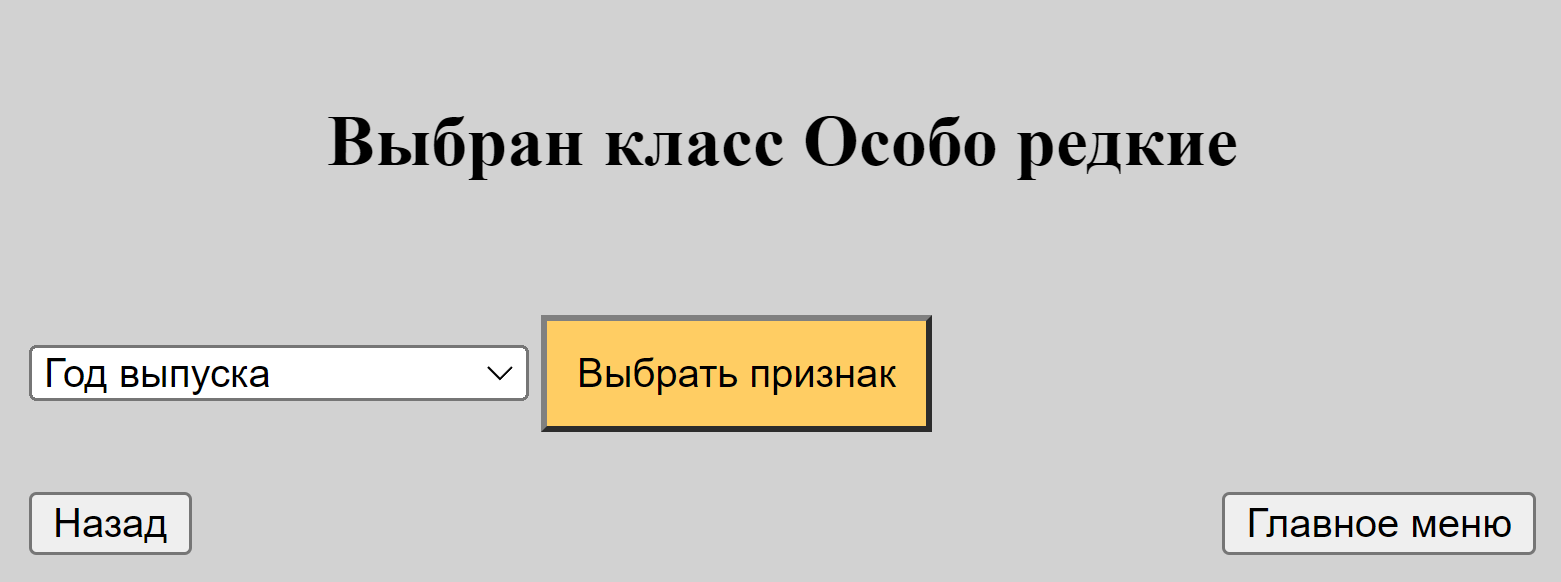 Выбран класс Особо редкие
Год выпуска
Выбрать признак
Назад
Главное меню